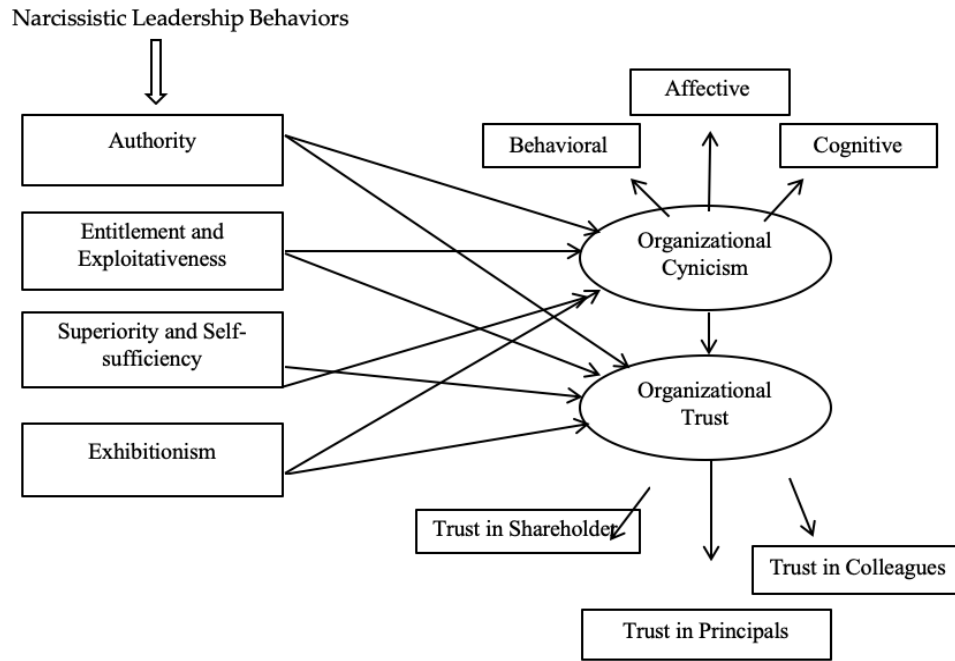 Narcissistic Leadership Behaviors
Authority
Entitlement and
Exploitativeness
Superiority and Self-
sufficiency
Exhibitionism
Affective
Behavioral
Cognitive
Organizational
Cynicism
Organizational
Trust
Trust in Shareholder
Trust in Colleagues
Trust in Principals